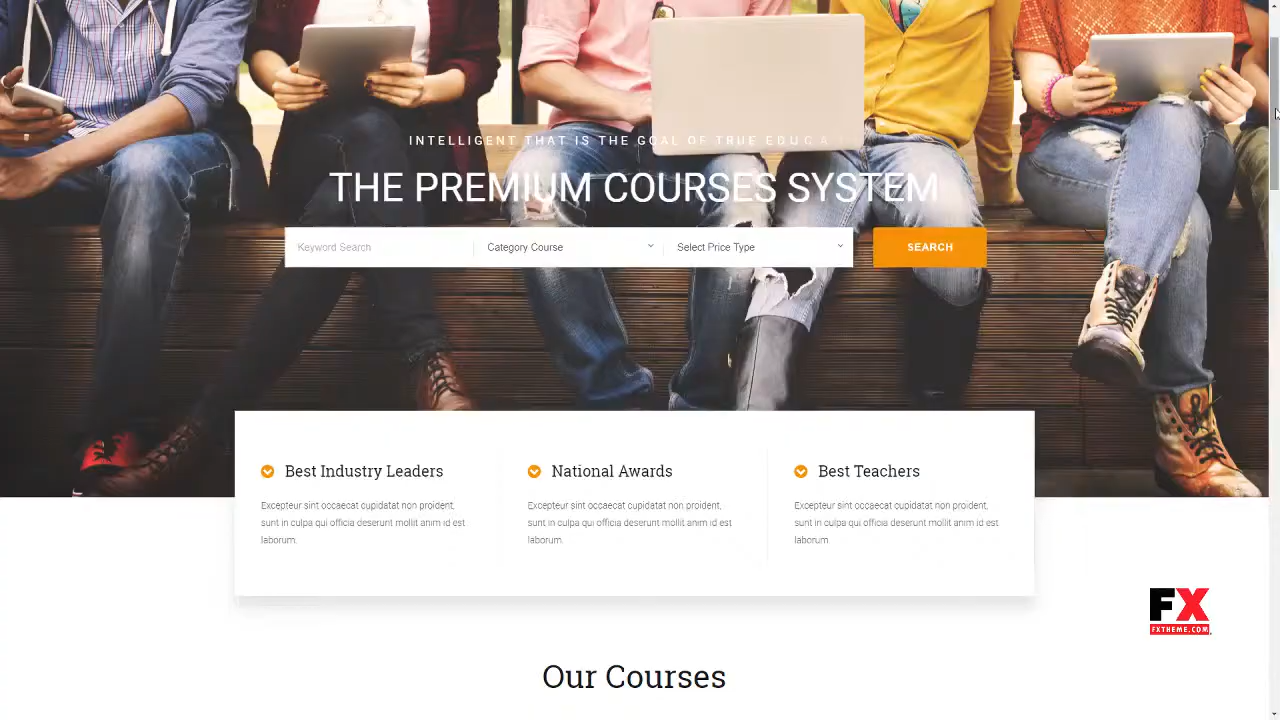 INTELLIGENT THAT IS THE GOAL OF TRUE EDUCA
THE PREMIUM COURSES SYSTEM
Keyword Search
Category Course
Select Price Type
SEARCH
Best Industry Leaders
Excepteur sint occaecat cupidatat non proident,
sunt in culpa qui officia deserunt mollit anim id est
laborum.
National Awards
Excepteur sint occaecat cupidatat non proident,
sunt in culpa qui officia deserunt mollit anim id est
laborum.
Best Teachers
Excepteur sint occaecat cupidatat non proident,
sunt in culpa qui officia deserunt mollit anim id est
laborum
FX
FXTHEME.COM
Our Courses